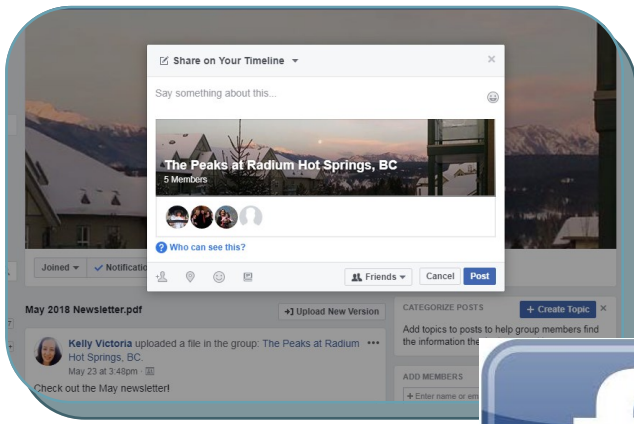 Share on Your Timeline
Say something about this...
The Peaks at Radium Hot Springs, BC
5 Members
Who can see this?
Friends
Cancel
Post
Joined
May 2018 Newsletter.pdf
Upload New Version
Kelly Victoria uploaded a file in the group: The Peaks at Radium
Hot Springs, BC.
May 23 at 3:48pm ·
Check out the May newsletter!
CATEGORIZE POSTS
+ Create Topic
Add topics to posts to help group members find
the information
ADD MEMBERS
+ Enter name or